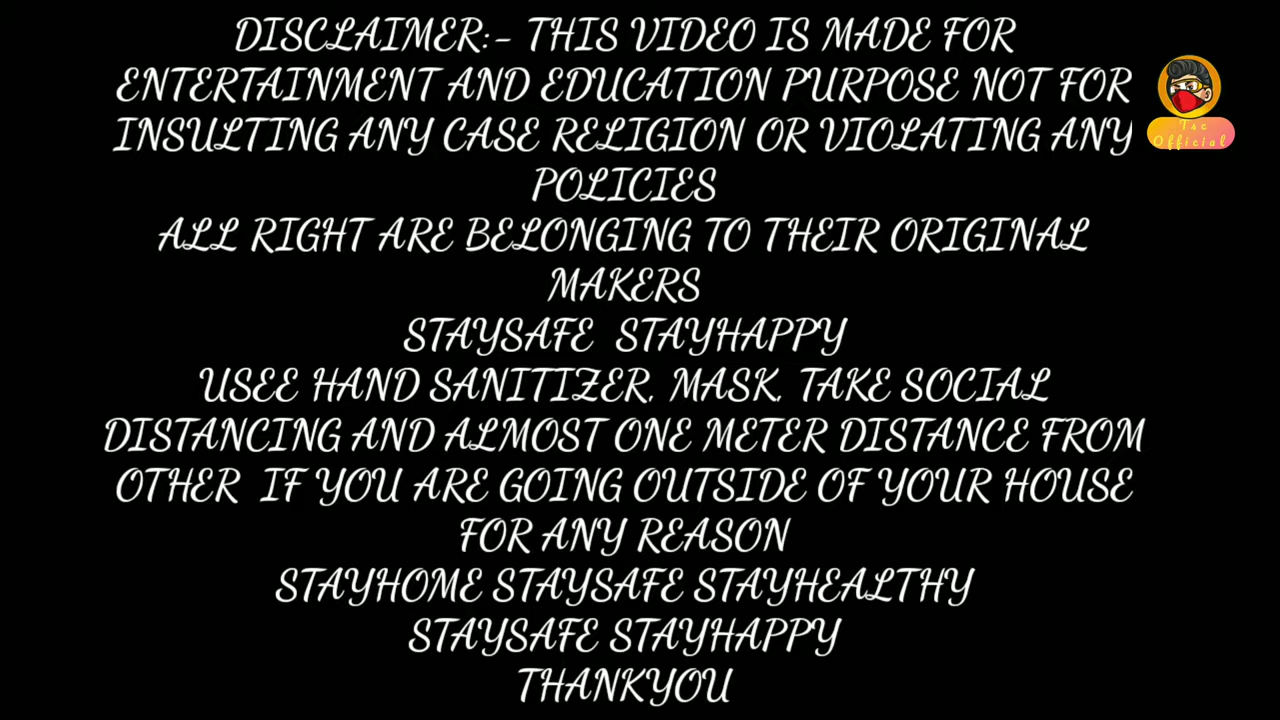 DISCLAIMER:- THIS VIDEO IS MADE FOR
ENTERTAINMENT AND EDUCATION PURPOSE NOT FOR
INSULTING ANY CASE RELIGION OR VIOLATING ANY
POLICIES
ALL RIGHT ARE BELONGING TO THEIR ORIGINAL
MAKERS
STAYSAFE STAYHAPPY
USEE HAND SANITIZER, MASK, TAKE SOCIAL
DISTANCING AND ALMOST ONE METER DISTANCE FROM
OTHER IF YOU ARE GOING OUTSIDE OF YOUR HOUSE
FOR ANY REASON
STAYHOME STAYSAFE STAYHEALTHY
STAYSAFE STAYHAPPY
THANKYOU
Tsc
Official